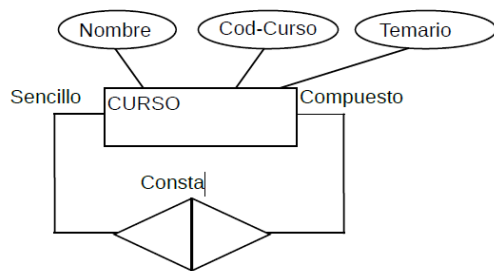 Nombre
Cod-Curso
Temario
Sencillo
CURSO
Compuesto
Consta